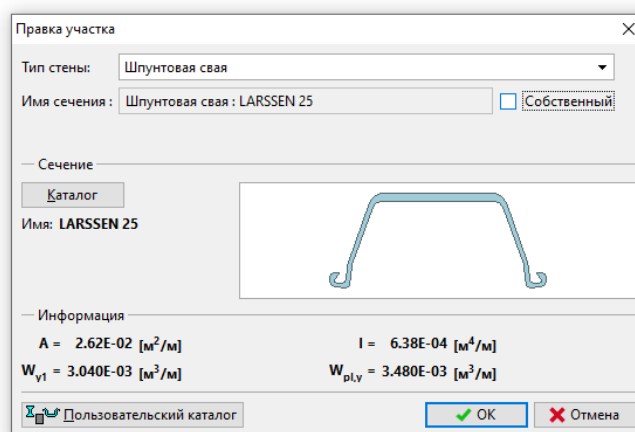 Правка участка
Тип стены: Шпунтовая свая
Имя сечения : Шпунтовая свая : LARSSEN 25 Собственный
Сечение
Каталог
Имя: LARSSEN 25
Информация
A = 2.62E-02 [м²/м] I = 6.38E-04 [м⁴/м]
Wy1 = 3.040E-03 [м³/м] Wpl,y = 3.480E-03 [м³/м]
Пользовательский каталог OK Отмена